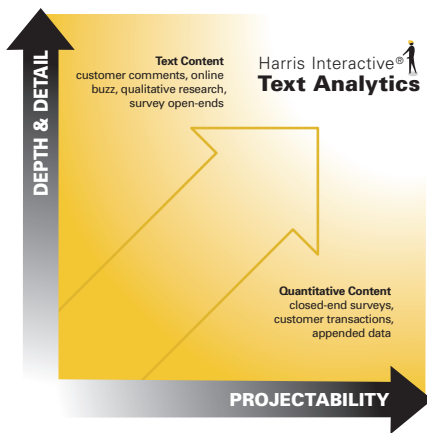 Text Content
customer comments, online
buzz, qualitative research,
survey open-ends
Harris Interactive®
Text Analytics
DEPTH & DETAIL
Quantitative Content
closed-end surveys,
customer transactions,
appended data
PROJECTABILITY